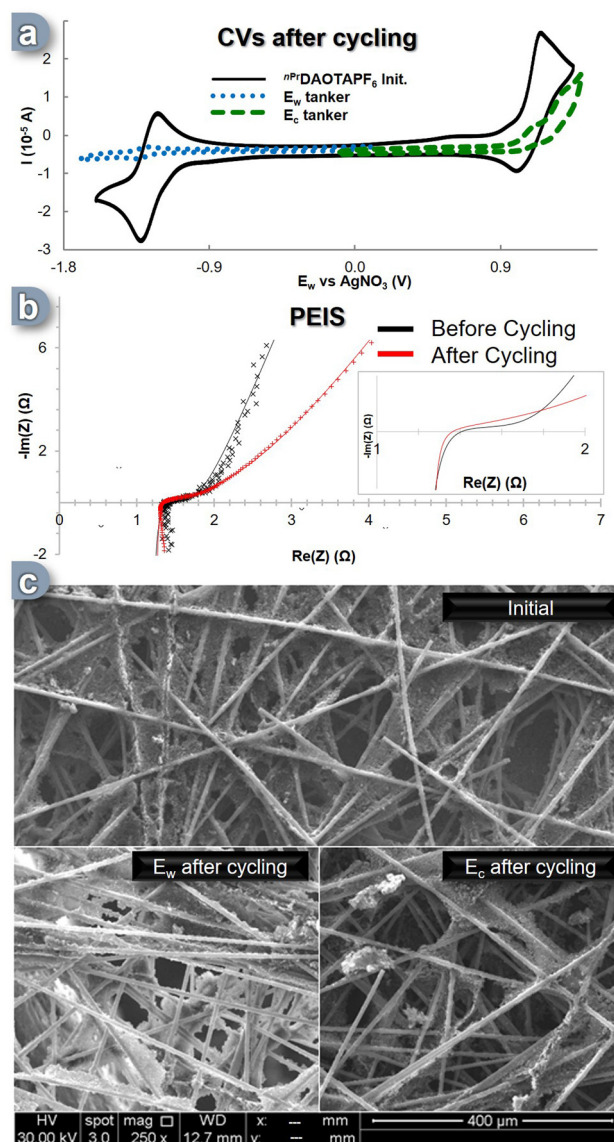 a
CVs after cycling
nPrDAOTAPF6 Init.
Ew tanker
Ec tanker
I (10-5 A)
2
1
0
-1
-2
-3
-1.8 -0.9 0.0 0.9
Ew vs AgNO3 (V)
b
PEIS
Before Cycling
After Cycling
-Im(Z) (Ω)
6
2
-2
0 1 2 3 4 5 6 7
Re(Z) (Ω)
-Im(Z) (Ω)
1 2
Re(Z) (Ω)
c
Initial
Ew after cycling
Ec after cycling
HV spot mag WD x: --- mm
30.00 kV 3.0 250 x 12.7 mm y: --- mm
400 µm